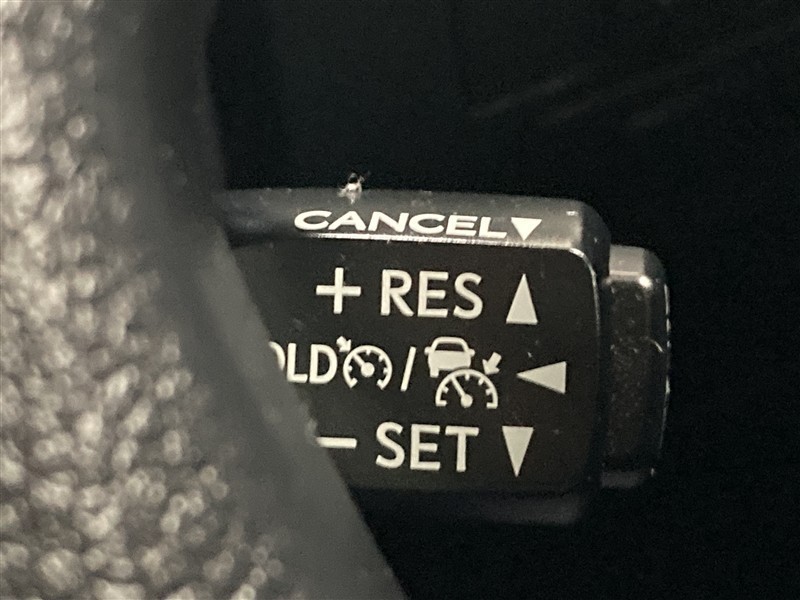 CANCEL▼
+ RES ▲
OLD / ◀
− SET ▼